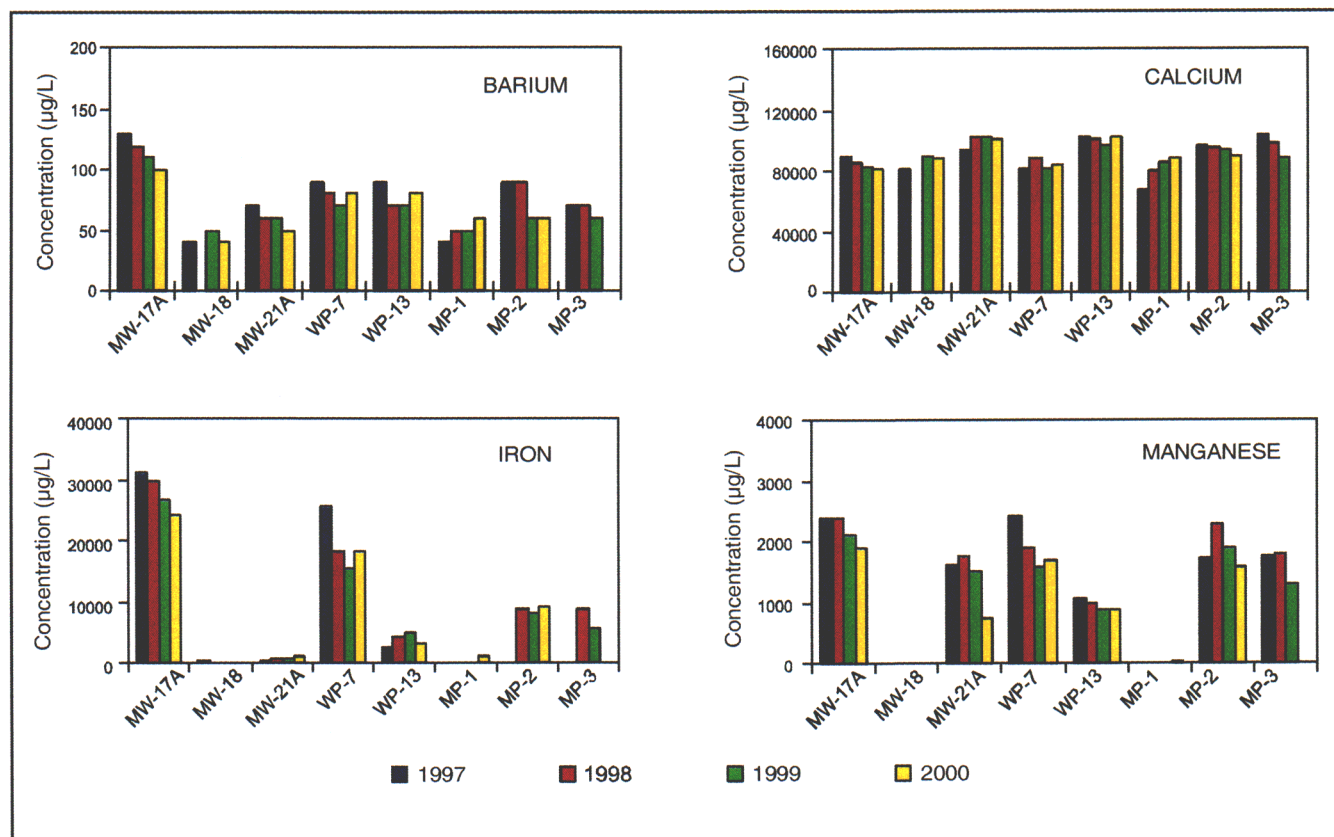 BARIUM
Concentration (µg/L)
200
150
100
50
0
MW-17A
MW-18
MW-21A
WP-7
WP-13
MP-1
MP-2
MP-3
CALCIUM
Concentration (µg/L)
160000
120000
80000
40000
0
MW-17A
MW-18
MW-21A
WP-7
WP-13
MP-1
MP-2
MP-3
IRON
Concentration (µg/L)
40000
30000
20000
10000
0
MW-17A
MW-18
MW-21A
WP-7
WP-13
MP-1
MP-2
MP-3
MANGANESE
Concentration (µg/L)
4000
3000
2000
1000
0
MW-17A
MW-18
MW-21A
WP-7
WP-13
MP-1
MP-2
MP-3
1997
1998
1999
2000